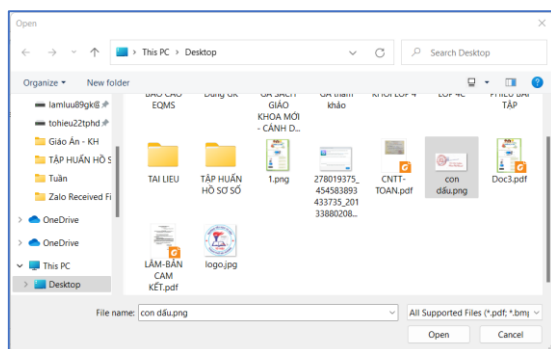 Open
This PC > Desktop
Search Desktop
Organize
New folder
lamluu89gk@
tohieu22tphd
Giáo Án - KH
TẬP HUẤN HỒ S
Tuần
Zalo Received Fi
OneDrive
OneDrive
This PC
Desktop
BÁO CÁO EQMS
Dung GK
GA SÁCH
GIÁO
KHOA MỚI
- CÁNH D...
GA tham
khảo
KHỐI LỚP 4
LỚP 4C
PHIẾU BÀI
TẬP
TAI LIEU
TẬP HUẤN
HỒ SƠ SỐ
1.png
278019375_
454583893
433735_201
33880208...
CNTT-
TOAN.pdf
con
dấu.png
Doc3.pdf
LÂM-BẢN
CAM
KẾT.pdf
logo.jpg
File name:
con dấu.png
All Supported Files (*.pdf; *.bmp
Open
Cancel